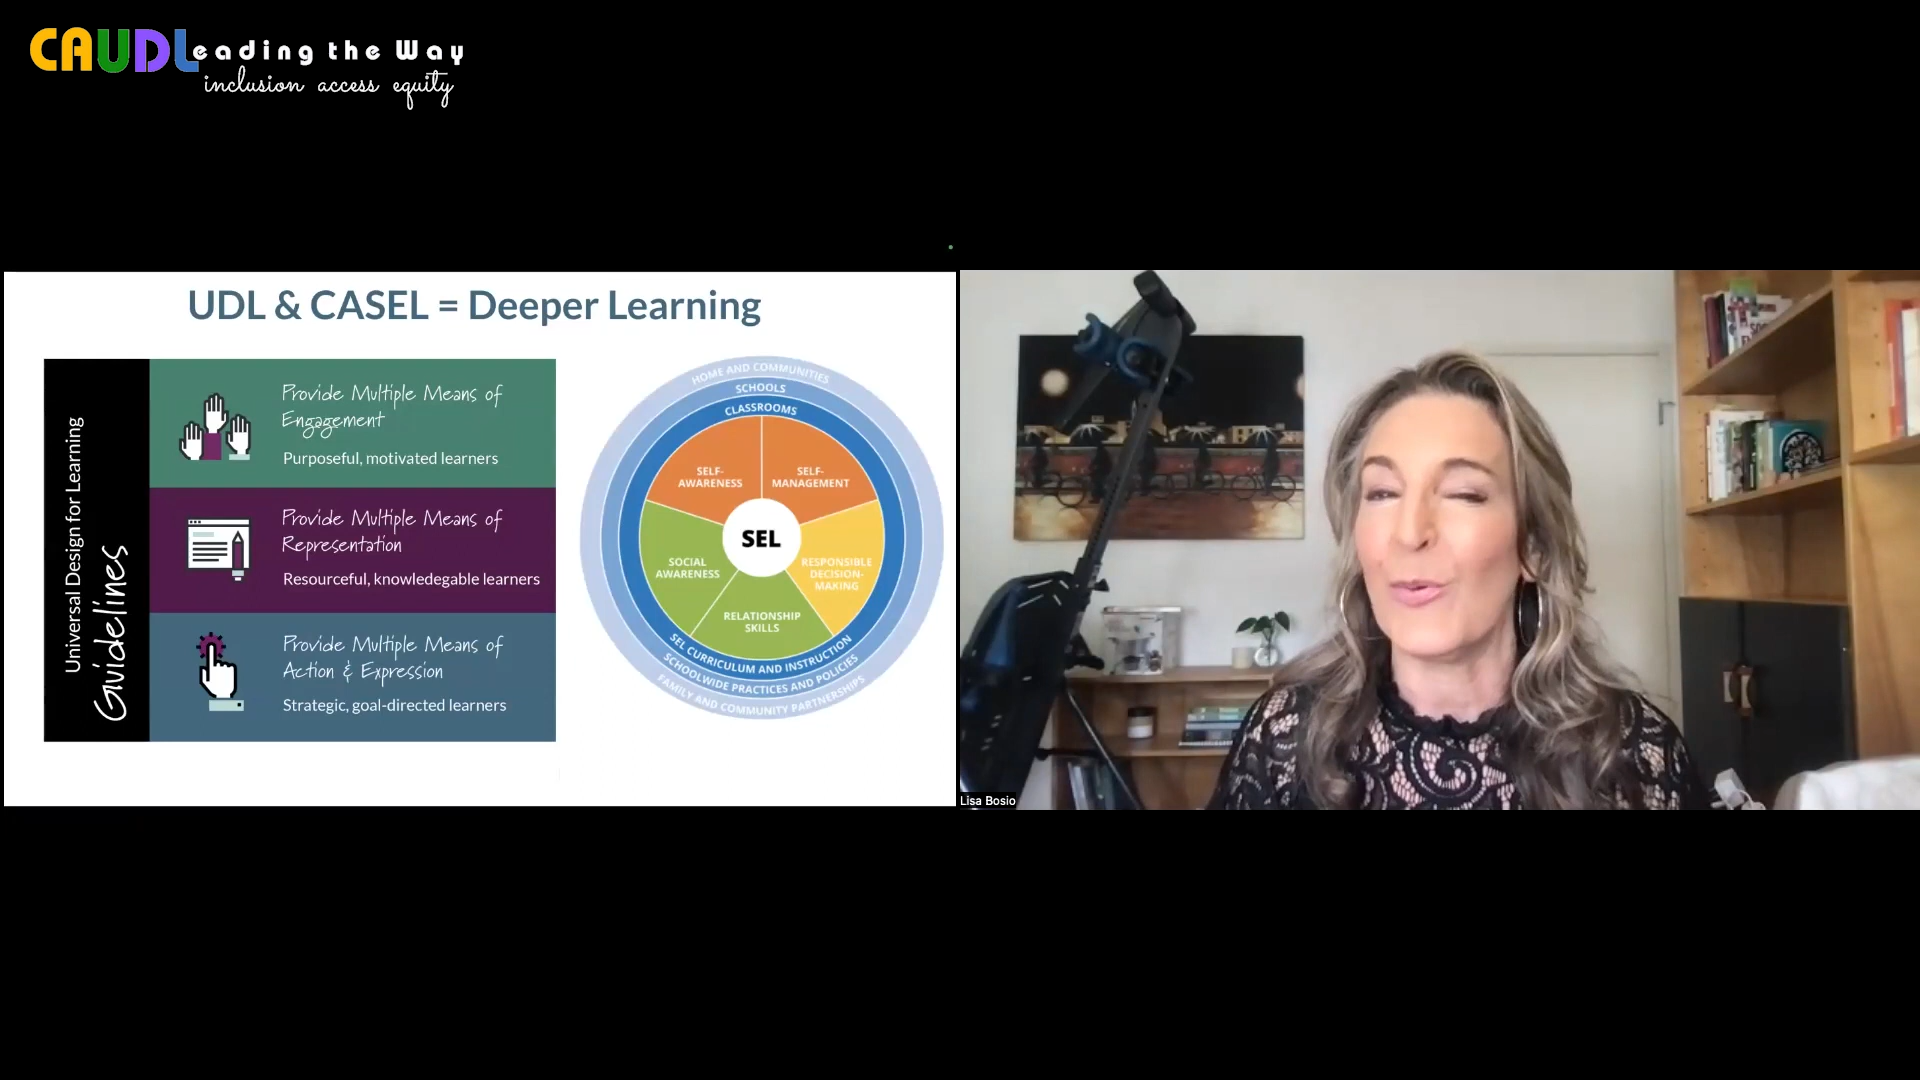 CAUDLeading the Way
inclusion access equity
UDL & CASEL = Deeper Learning
Universal Design for Learning
Guidelines
Provide Multiple Means of
Engagement
Purposeful, motivated learners
Provide Multiple Means of
Representation
Resourceful, knowledegable learners
Provide Multiple Means of
Action & Expression
Strategic, goal-directed learners
HOME AND COMMUNITIES
SCHOOLS
CLASSROOMS
SELF-
AWARENESS
SELF-
MANAGEMENT
SEL
SOCIAL
AWARENESS
RESPONSIBLE
DECISION-
MAKING
RELATIONSHIP
SKILLS
SEL CURRICULUM AND INSTRUCTION
SCHOOLWIDE PRACTICES AND POLICIES
FAMILY AND COMMUNITY PARTNERSHIPS
Lisa Bosio